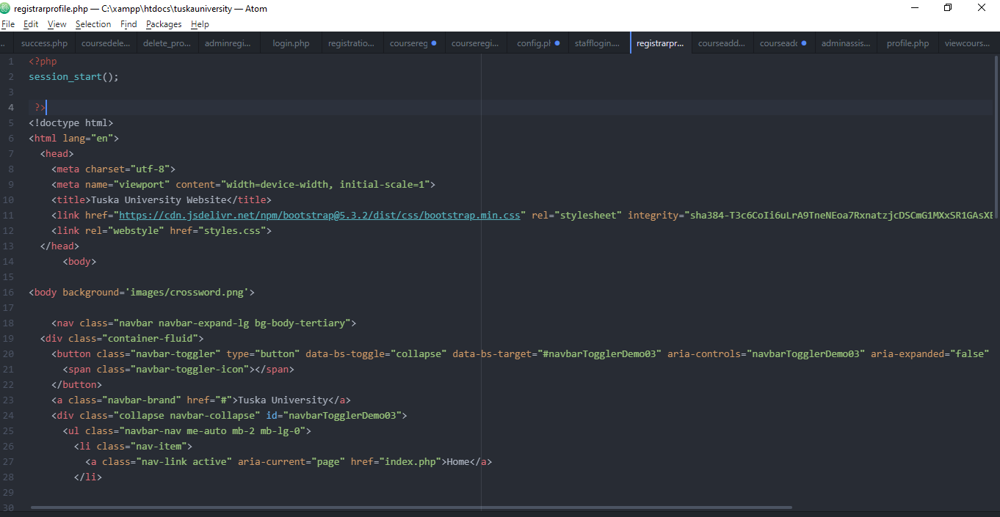 registrarprofile.php — C:\xampp\htdocs\tuskauniversity — Atom
File Edit View Selection Find Packages Help
.. success.php coursedele... delete_pro... adminregi... login.php registratio... coursereg courseregi... config.pl stafflogin.... registrarpr... courseadd... courseadd adminassis... profile.php viewcours...
1 <?php
2 session_start();
3
4 ?>
5 <!doctype html>
6 <html lang="en">
7 <head>
8 <meta charset="utf-8">
9 <meta name="viewport" content="width=device-width, initial-scale=1">
10 <title>Tuska University Website</title>
11 <link href="https://cdn.jsdelivr.net/npm/bootstrap@5.3.2/dist/css/bootstrap.min.css" rel="stylesheet" integrity="sha384-T3c6CoIi6uLrA9TneNEoa7RxnatzjcDSCmG1MXxSR1GAsXE
12 <link rel="webstyle" href="styles.css">
13 </head>
14 <body>
15
16 <body background='images/crossword.png'>
17
18 <nav class="navbar navbar-expand-lg bg-body-tertiary">
19 <div class="container-fluid">
20 <button class="navbar-toggler" type="button" data-bs-toggle="collapse" data-bs-target="#navbarTogglerDemo03" aria-controls="navbarTogglerDemo03" aria-expanded="false"
21 <span class="navbar-toggler-icon"></span>
22 </button>
23 <a class="navbar-brand" href="#">Tuska University</a>
24 <div class="collapse navbar-collapse" id="navbarTogglerDemo03">
25 <ul class="navbar-nav me-auto mb-2 mb-lg-0">
26 <li class="nav-item">
27 <a class="nav-link active" aria-current="page" href="index.php">Home</a>
28 </li>
29
30